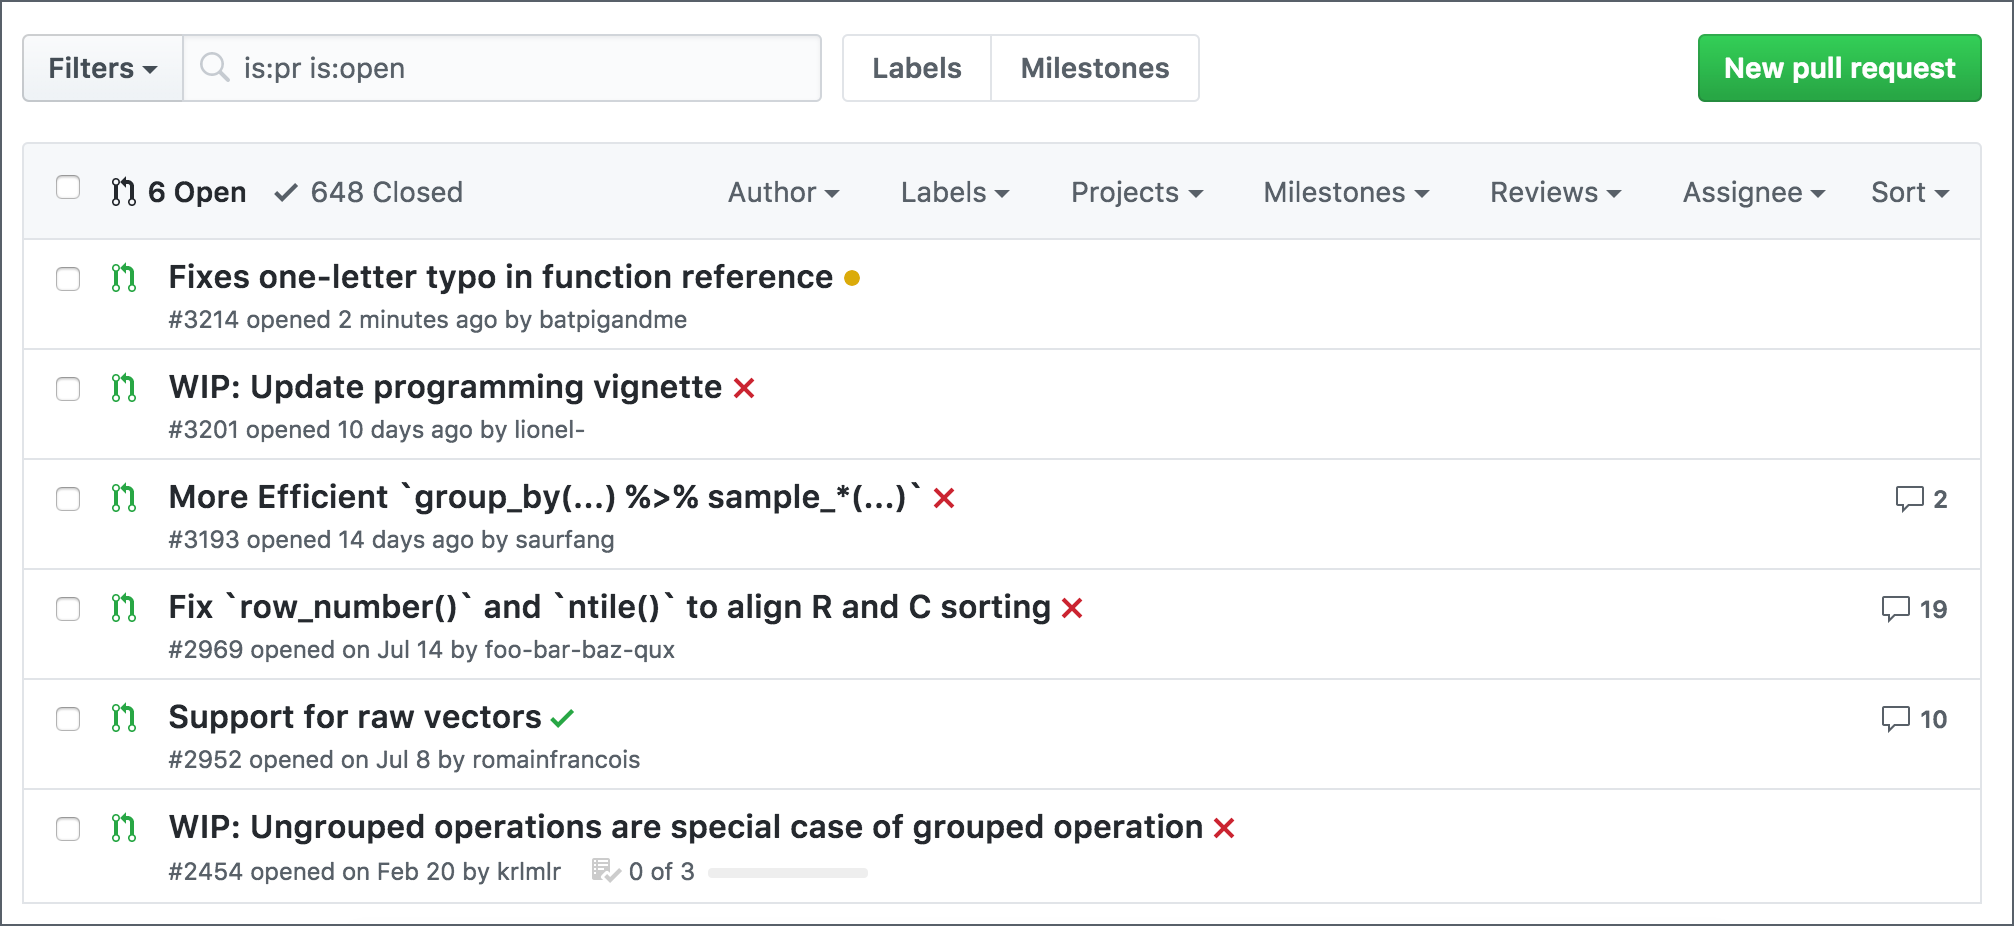 Filters is:pr is:open Labels Milestones New pull request
6 Open 648 Closed Author Labels Projects Milestones Reviews Assignee Sort
Fixes one-letter typo in function reference
#3214 opened 2 minutes ago by batpigandme
WIP: Update programming vignette
#3201 opened 10 days ago by lionel-
More Efficient `group_by(...) %>% sample_*(...)` 2
#3193 opened 14 days ago by saurfang
Fix `row_number()` and `ntile()` to align R and C sorting 19
#2969 opened on Jul 14 by foo-bar-baz-qux
Support for raw vectors 10
#2952 opened on Jul 8 by romainfrancois
WIP: Ungrouped operations are special case of grouped operation
#2454 opened on Feb 20 by krlmlr 0 of 3